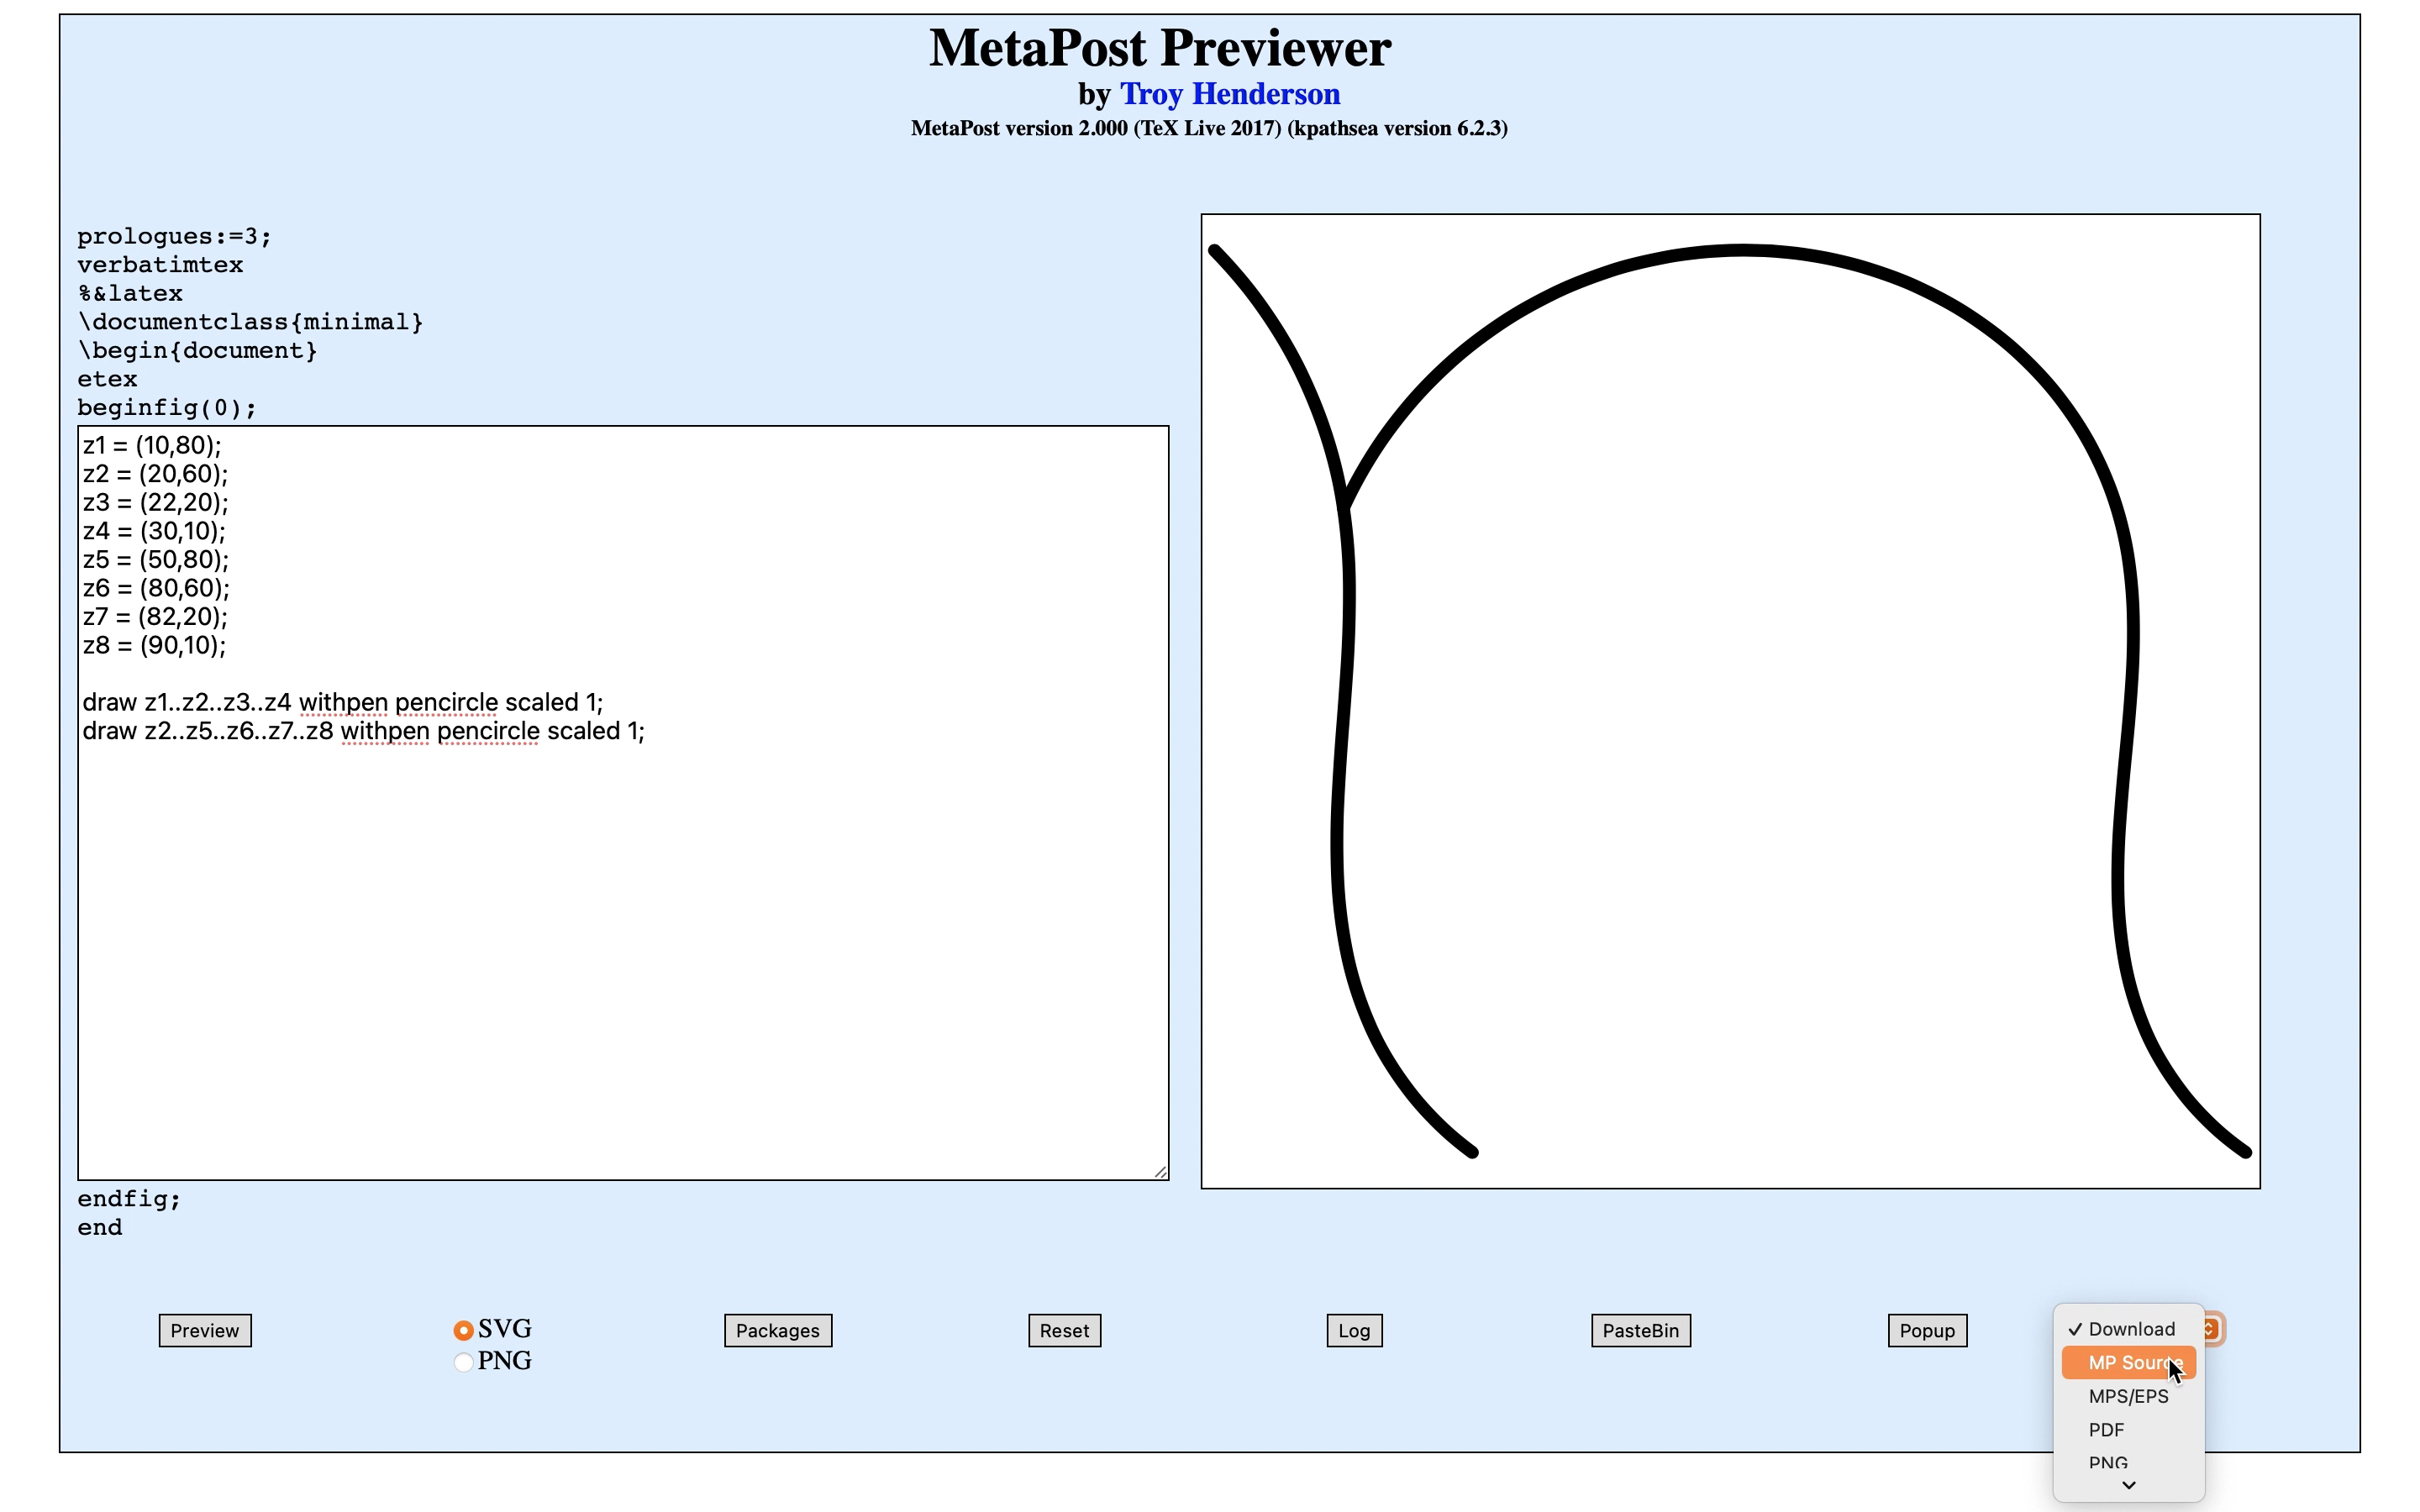 MetaPost Previewer
by Troy Henderson
MetaPost version 2.000 (TeX Live 2017) (kpathsea version 6.2.3)
prologues:=3;
verbatimtex
%&latex
\documentclass{minimal}
\begin{document}
etex
beginfig(0);
z1 = (10,80);
z2 = (20,60);
z3 = (22,20);
z4 = (30,10);
z5 = (50,80);
z6 = (80,60);
z7 = (82,20);
z8 = (90,10);
draw z1..z2..z3..z4 withpen pencircle scaled 1;
draw z2..z5..z6..z7..z8 withpen pencircle scaled 1;
endfig;
end
Preview
SVG
PNG
Packages
Reset
Log
PasteBin
Popup
✓ Download
MP Source
MPS/EPS
PDF
PNG